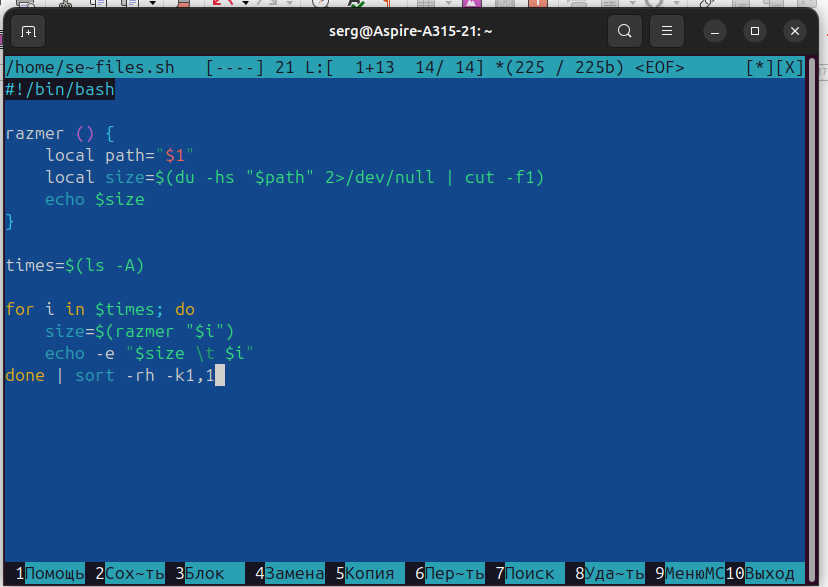 serg@Aspire-A315-21: ~
/home/se~files.sh   [----] 21 L:[  1+13  14/ 14] *(225 / 225b) <EOF>      [*][X]
#!/bin/bash
razmer () {
    local path="$1"
    local size=$(du -hs "$path" 2>/dev/null | cut -f1)
    echo $size
}
times=$(ls -A)
for i in $times; do
    size=$(razmer "$i")
    echo -e "$size \t $i"
done | sort -rh -k1,1
1Помощь 2Сох~ть 3Блок 4Замена 5Копия 6Пер~ть 7Поиск 8Уда~ть 9МенюMC 10Выход